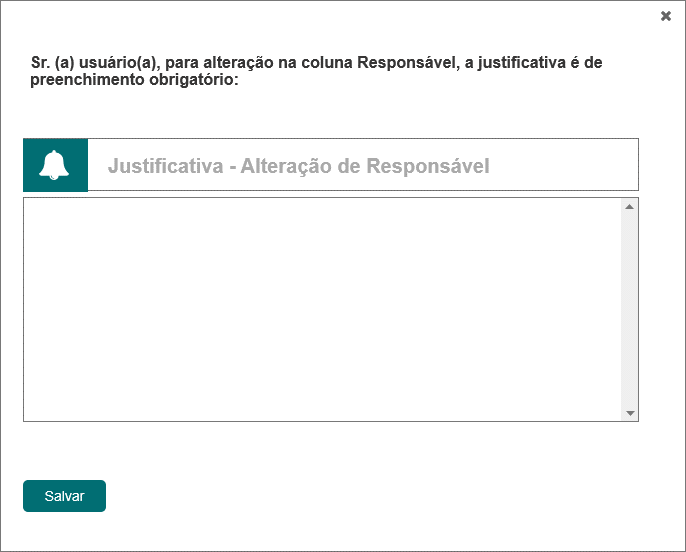 Sr. (a) usuário(a), para alteração na coluna Responsável, a justificativa é de
preenchimento obrigatório:
Justificativa - Alteração de Responsável
Salvar